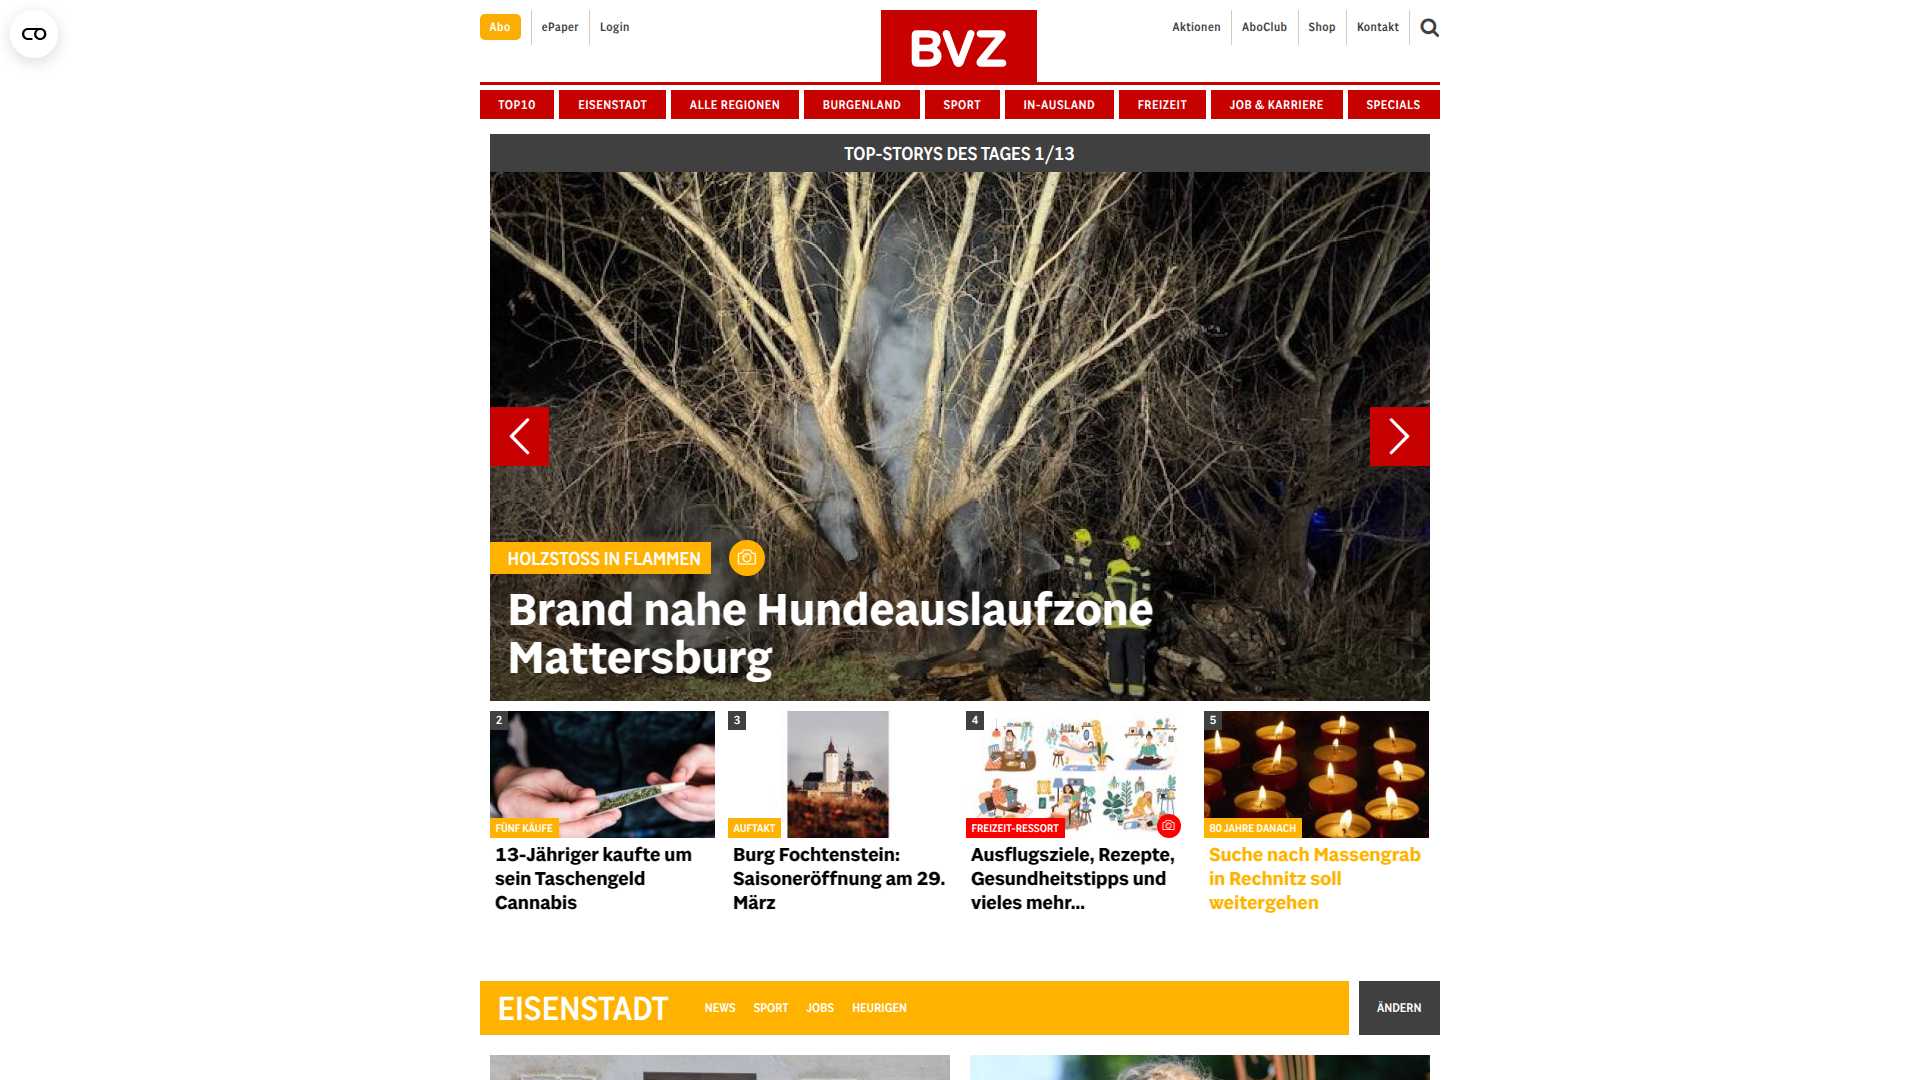 Abo
ePaper
Login
BVZ
Aktionen
AboClub
Shop
Kontakt
TOP10
EISENSTADT
ALLE REGIONEN
BURGENLAND
SPORT
IN-AUSLAND
FREIZEIT
JOB & KARRIERE
SPECIALS
TOP-STORYS DES TAGES 1/13
HOLZSTOSS IN FLAMMEN
Brand nahe Hundeauslaufzone
Mattersburg
2
FÜNF KÄUFE
13-Jähriger kaufte um
sein Taschengeld
Cannabis
3
AUFTAKT
Burg Fochtenstein:
Saisoneröffnung am 29.
März
4
FREIZEIT-RESSORT
Ausflugsziele, Rezepte,
Gesundheitstipps und
vieles mehr...
5
80 JAHRE DANACH
Suche nach Massengrab
in Rechnitz soll
weitergehen
EISENSTADT
NEWS
SPORT
JOBS
HEURIGEN
ÄNDERN